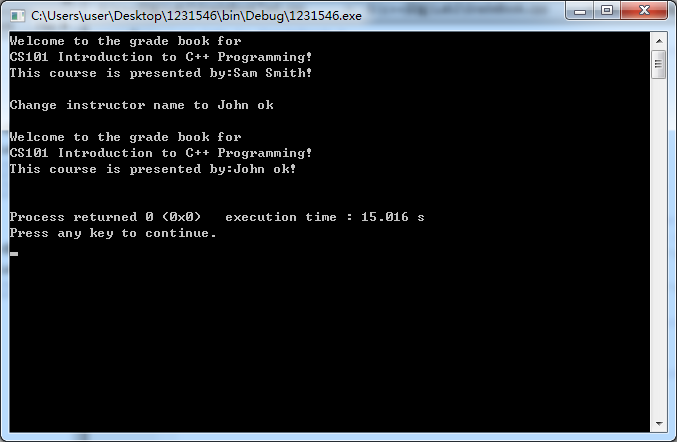 C:\Users\user\Desktop\1231546\bin\Debug\1231546.exe
Welcome to the grade book for
CS101 Introduction to C++ Programming!
This course is presented by:Sam Smith!
Change instructor name to John ok
Welcome to the grade book for
CS101 Introduction to C++ Programming!
This course is presented by:John ok!
Process returned 0 (0x0)   execution time : 15.016 s
Press any key to continue.